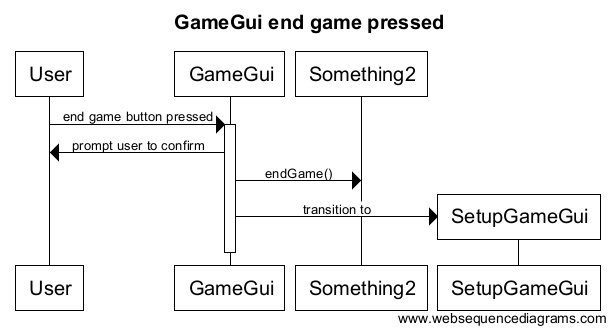 GameGui end game pressed
User GameGui Something2
end game button pressed
prompt user to confirm
endGame()
transition to
SetupGameGui
User GameGui Something2 SetupGameGui
www.websequencediagrams.com